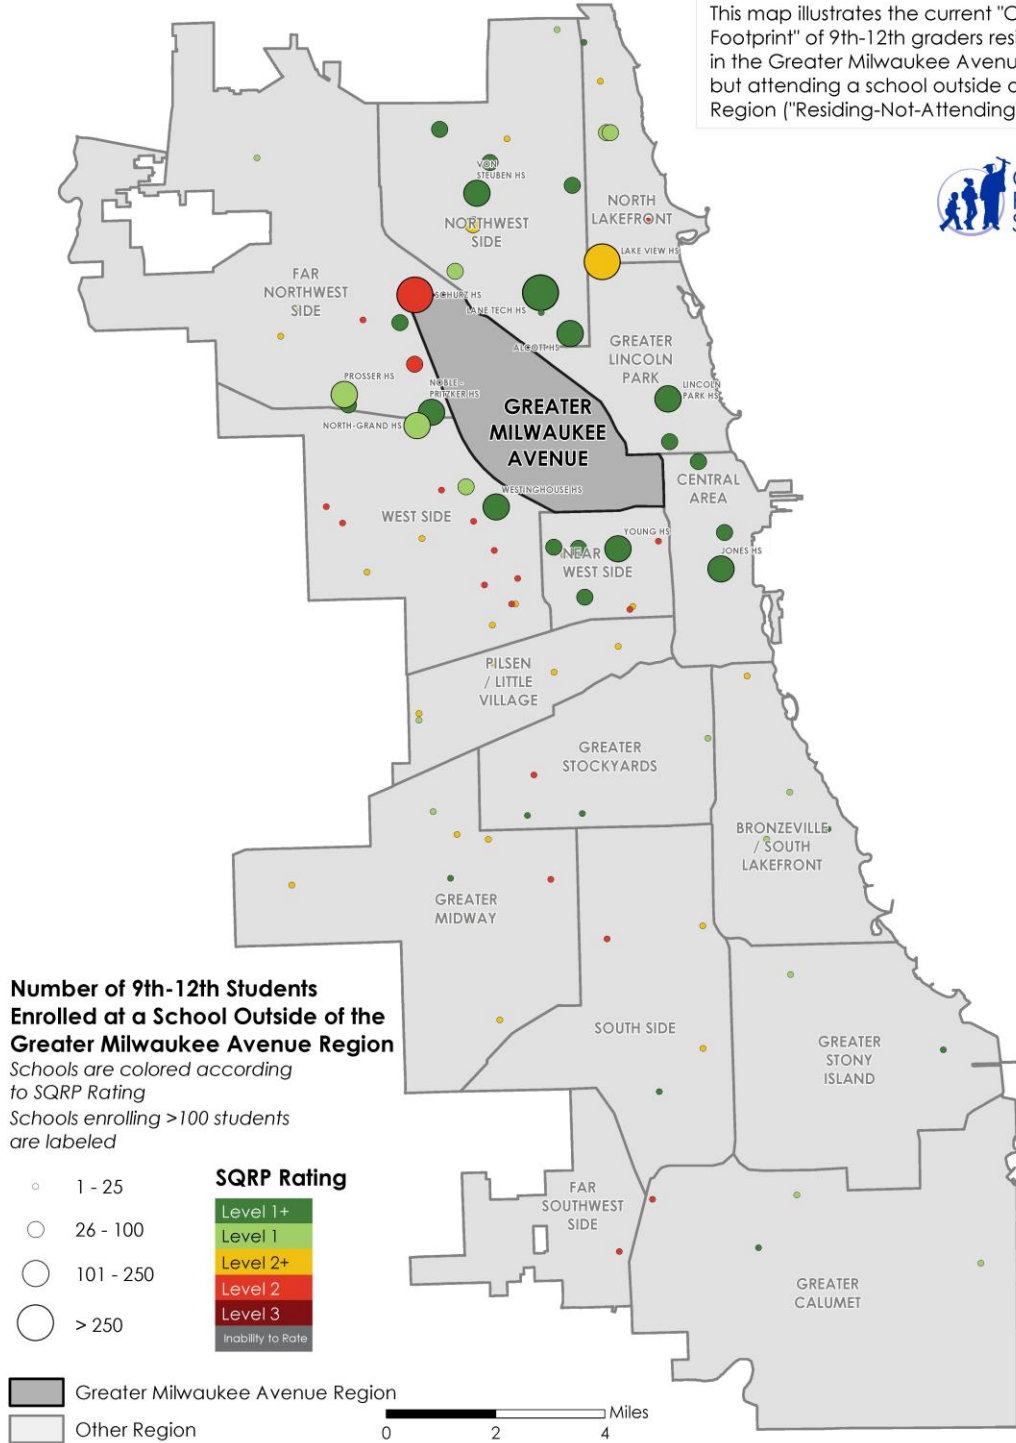 This map illustrates the current "C
Footprint" of 9th-12th graders resi
in the Greater Milwaukee Avenu
but attending a school outside o
Region ("Residing-Not-Attending
VON
STEUBEN HS
NORTHWEST
SIDE
NORTH
LAKEFRONT
LAKE VIEW HS
FAR
NORTHWEST
SIDE
SCHURZ HS
LANE TECH HS
ALCOTT HS
GREATER
LINCOLN
PARK
PROSSER HS
NOBLE -
PRITZKER HS
LINCOLN
PARK HS
NORTH-GRAND HS
GREATER
MILWAUKEE
AVENUE
CENTRAL
AREA
WESTINGHOUSE HS
WEST SIDE
YOUNG HS
NEAR
WEST SIDE
JONES HS
PILSEN
/ LITTLE
VILLAGE
GREATER
STOCKYARDS
BRONZEVILLE
/ SOUTH
LAKEFRONT
GREATER
MIDWAY
SOUTH SIDE
GREATER
STONY
ISLAND
FAR
SOUTHWEST
SIDE
GREATER
CALUMET
Number of 9th-12th Students
Enrolled at a School Outside of the
Greater Milwaukee Avenue Region
Schools are colored according
to SQRP Rating
Schools enrolling >100 students
are labeled
1 - 25
26 - 100
101 - 250
> 250
SQRP Rating
Level 1+
Level 1
Level 2+
Level 2
Level 3
Inability to Rate
Greater Milwaukee Avenue Region
Other Region
Miles
0 2 4